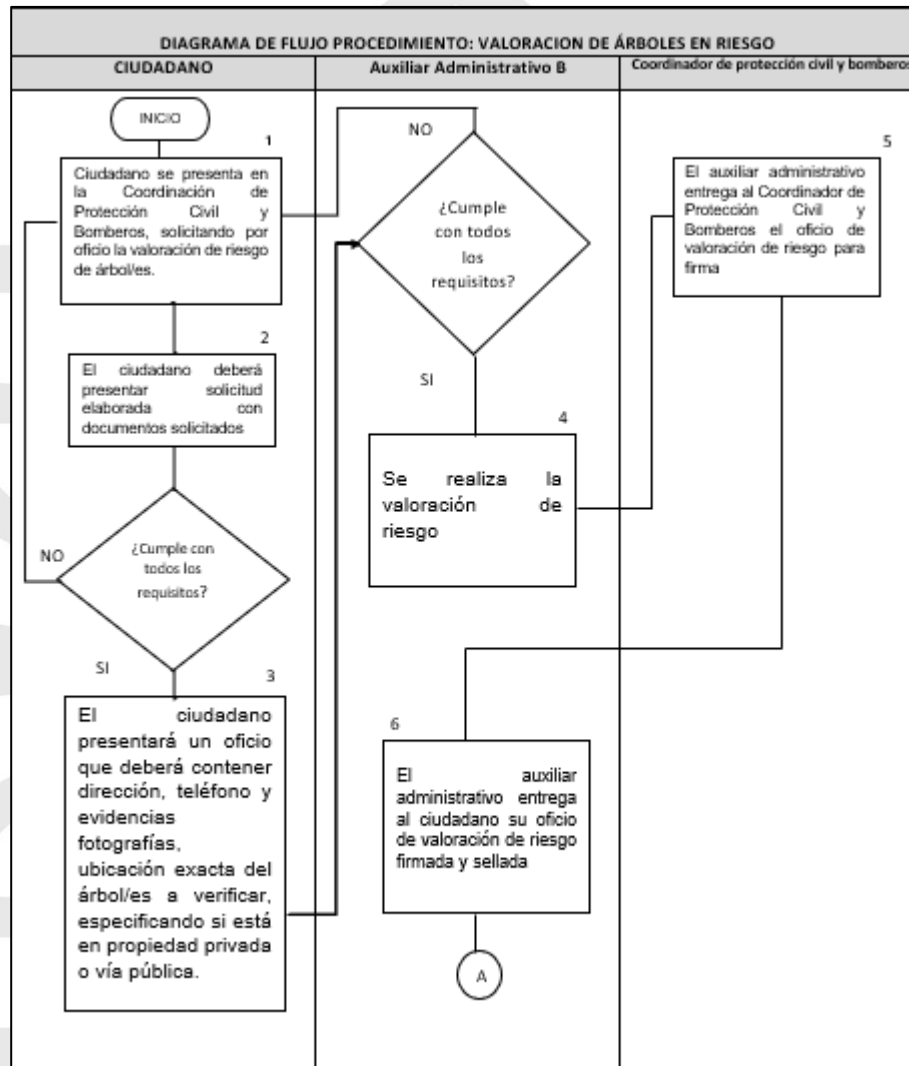 DIAGRAMA DE FLUJO PROCEDIMIENTO: VALORACION DE ÁRBOLES EN RIESGO
CIUDADANO
Auxiliar Administrativo B
Coordinador de protección civil y bomberos
INICIO
1
Ciudadano se presenta en
la Coordinación de
Protección Civil y
Bomberos, solicitando por
oficio la valoración de riesgo
de árbol/es.
2
El ciudadano deberá
presentar solicitud
elaborada con
documentos solicitados
¿Cumple con
todos los
requisitos?
NO
SI
3
El ciudadano
presentará un oficio
que deberá contener
dirección, teléfono y
evidencias
fotografías,
ubicación exacta del
árbol/es a verificar,
especificando si está
en propiedad privada
o vía pública.
NO
¿Cumple
con todos
los
requisitos?
SI
4
Se realiza la
valoración de
riesgo
5
El auxiliar administrativo
entrega al Coordinador de
Protección Civil y
Bomberos el oficio de
valoración de riesgo para
firma
6
El auxiliar
administrativo entrega
al ciudadano su oficio
de valoración de riesgo
firmada y sellada
A